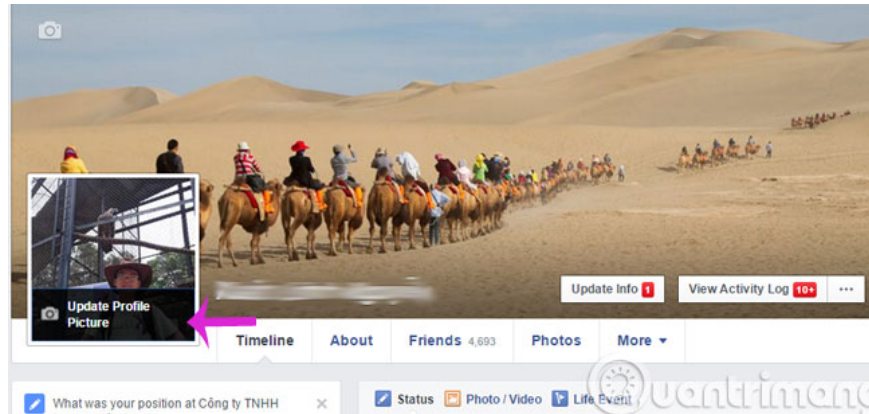 Update Info 1
View Activity Log 10+ ...
Update Profile
Picture
Timeline About Friends 4,693 Photos More
What was your position at Công ty TNHH
Status Photo / Video Life Event
Quantrimang